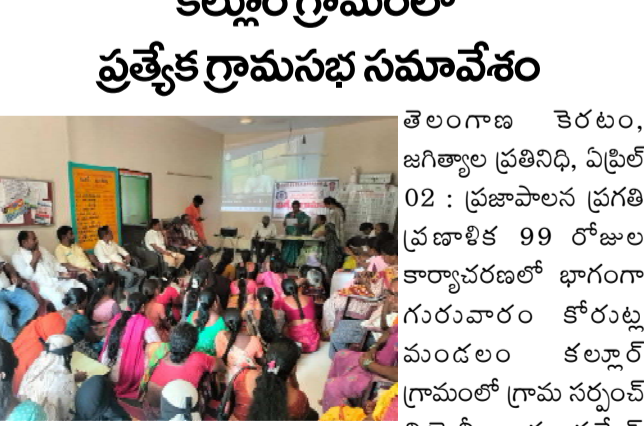 కల్లూర్ గ్రామంలో
ప్రత్యేక గ్రామసభ సమావేశం
తెలంగాణ కెరటం,
జగిత్యాల ప్రతినిధి, ఏప్రిల్
02 : ప్రజాపాలన ప్రగతి
ప్రణాళిక 99 రోజుల
కార్యాచరణలో భాగంగా
గురువారం కోరుట్ల
మండలం కల్లూర్
గ్రామంలో గ్రామ సర్పంచ్